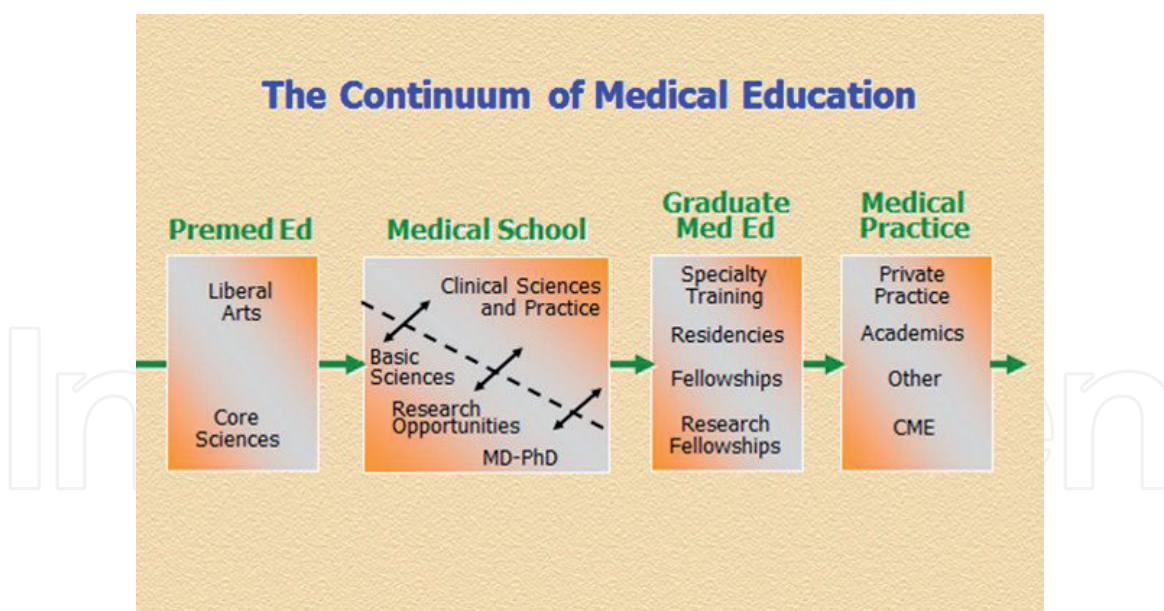 The Continuum of Medical Education
Premed Ed
Liberal
Arts
Core
Sciences
Medical School
Clinical Sciences
and Practice
Basic
Sciences
Research
Opportunities
MD-PhD
Graduate
Med Ed
Specialty
Training
Residencies
Fellowships
Research
Fellowships
Medical
Practice
Private
Practice
Academics
Other
CME